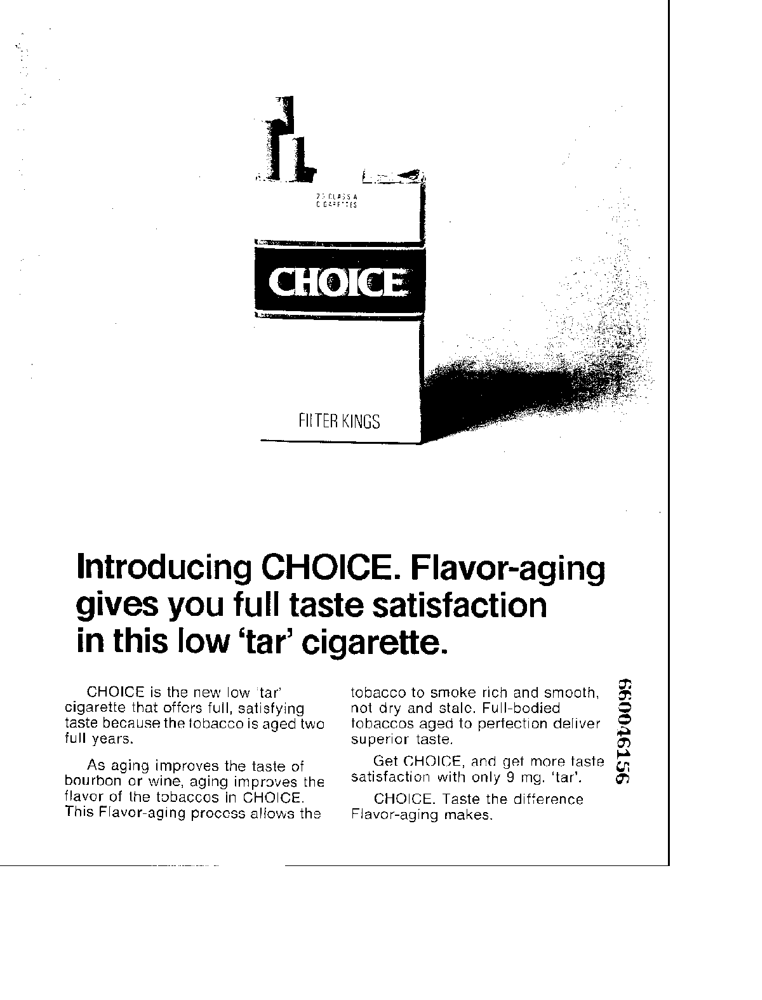 20 CLASS A
CIGARETTES
CHOICE
FILTER KINGS
Introducing CHOICE. Flavor-aging
gives you full taste satisfaction
in this low ‘tar’ cigarette.
CHOICE is the new low ‘tar’
cigarette that offers full, satisfying
taste because the tobacco is aged two
full years.
As aging improves the taste of
bourbon or wine, aging improves the
flavor of the tobaccos in CHOICE.
This Flavor-aging process allows the
tobacco to smoke rich and smooth,
not dry and stale. Full-bodied
tobaccos aged to perfection deliver
superior taste.
Get CHOICE, and get more taste
satisfaction with only 9 mg. ‘tar’.
CHOICE. Taste the difference
Flavor-aging makes.
660046156